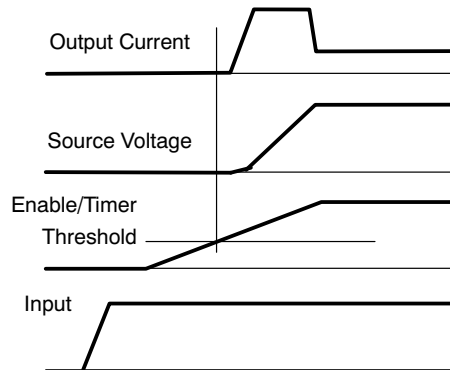 Output Current
Source Voltage
Enable/Timer
Threshold
Input